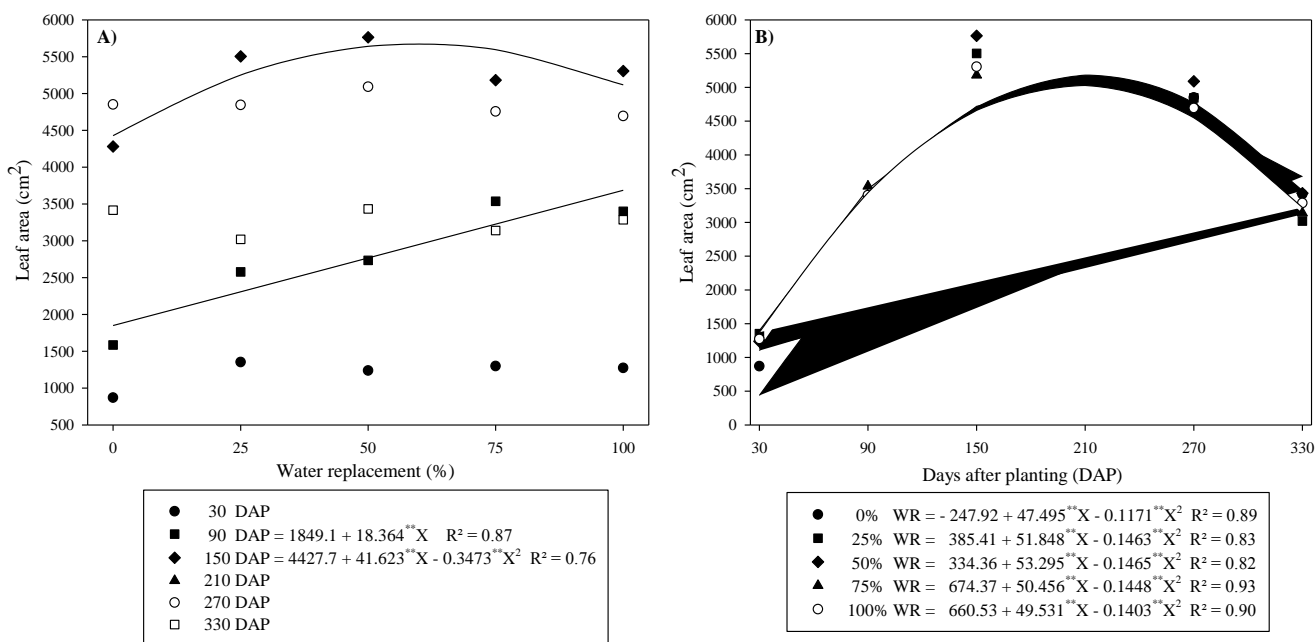 A)
6000
5500
5000
4500
4000
3500
3000
2500
2000
1500
1000
500
Leaf area (cm²)
0 25 50 75 100
Water replacement (%)
30 DAP
90 DAP = 1849.1 + 18.364**X R² = 0.87
150 DAP = 4427.7 + 41.623**X - 0.3473**X² R² = 0.76
210 DAP
270 DAP
330 DAP
B)
6000
5500
5000
4500
4000
3500
3000
2500
2000
1500
1000
500
0
Leaf area (cm²)
30 90 150 210 270 330
Days after planting (DAP)
0% WR = - 247.92 + 47.495**X - 0.1171**X² R² = 0.89
25% WR = 385.41 + 51.848**X - 0.1463**X² R² = 0.83
50% WR = 334.36 + 53.295**X - 0.1465**X² R² = 0.82
75% WR = 674.37 + 50.456**X - 0.1448**X² R² = 0.93
100% WR = 660.53 + 49.531**X - 0.1403**X² R² = 0.90